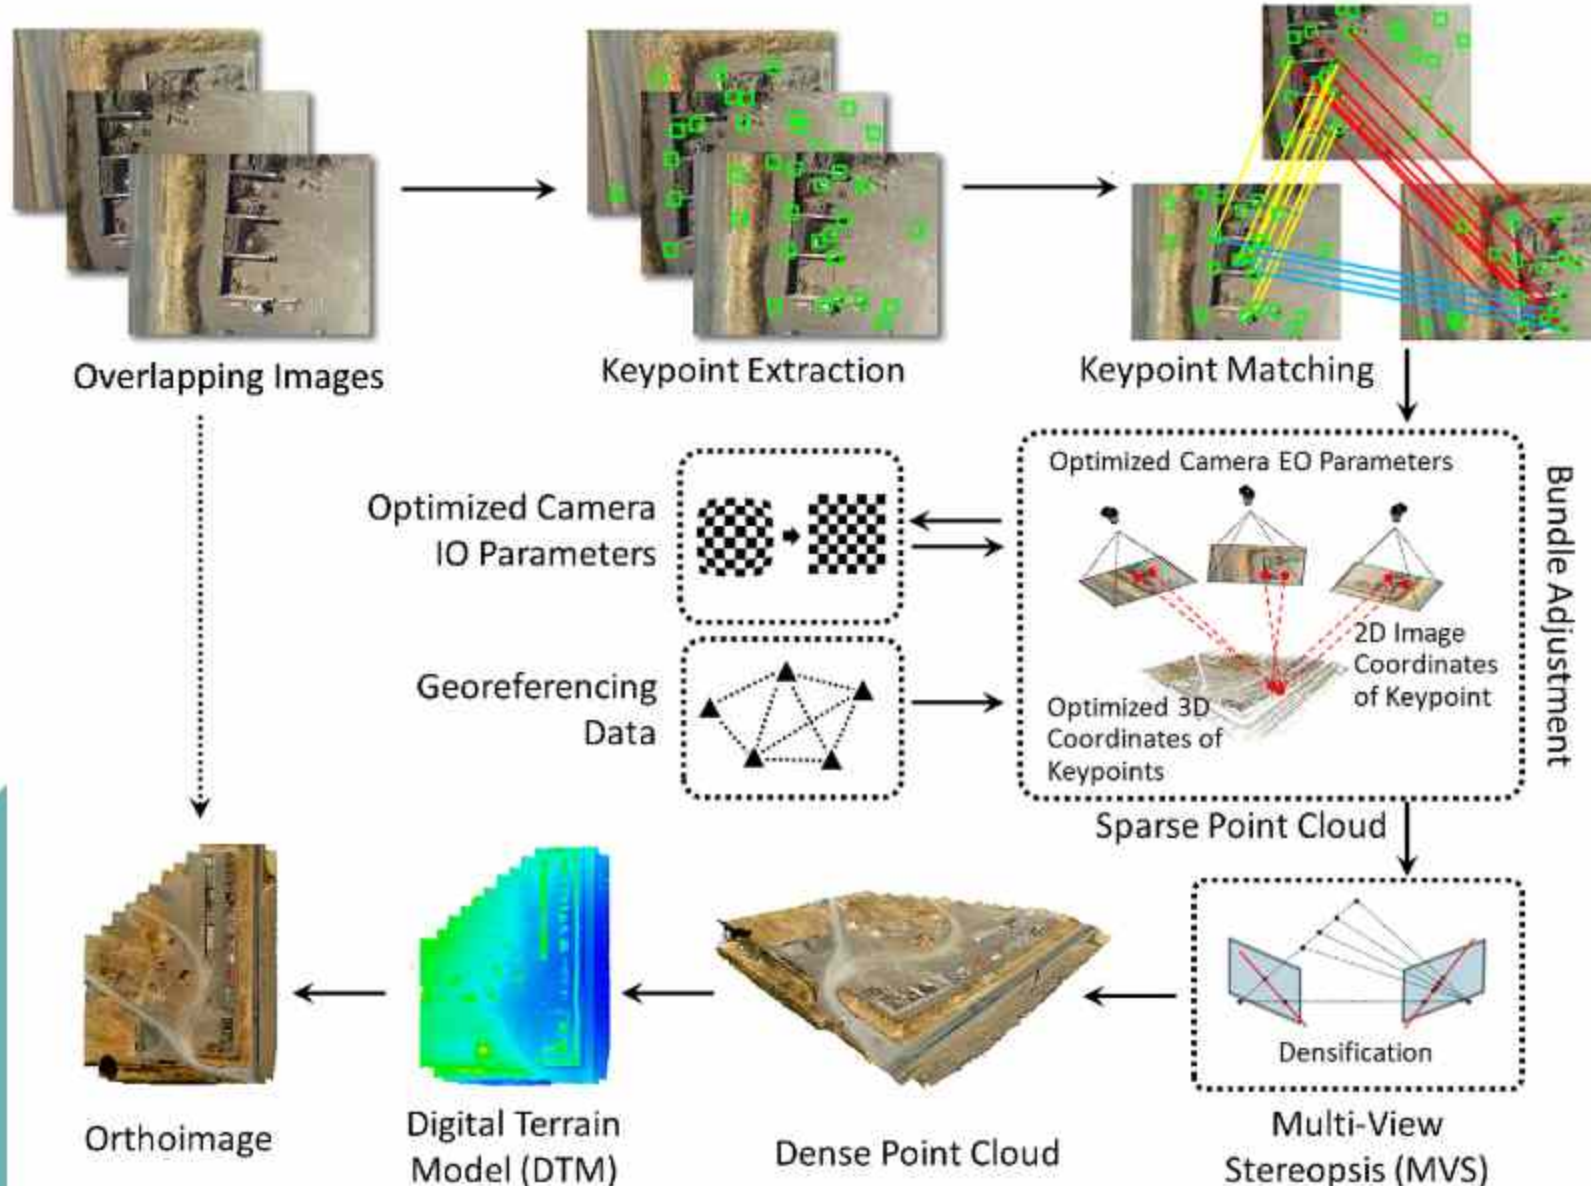 Overlapping Images
Keypoint Extraction
Keypoint Matching
Optimized Camera
IO Parameters
Georeferencing
Data
Optimized Camera EO Parameters
2D Image
Coordinates
of Keypoint
Optimized 3D
Coordinates of
Keypoints
Bundle Adjustment
Sparse Point Cloud
Densification
Multi-View
Stereopsis (MVS)
Dense Point Cloud
Digital Terrain
Model (DTM)
Orthoimage